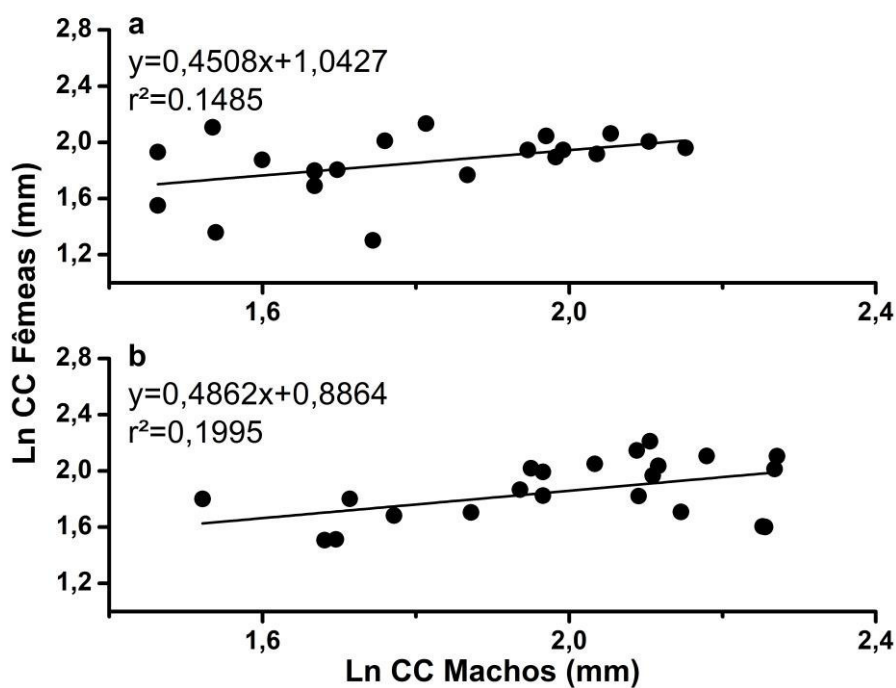 Ln CC Fêmeas (mm)
a
y=0,4508x+1,0427
r²=0.1485
2,8
2,4
2,0
1,6
1,2
1,6
2,0
2,4
b
y=0,4862x+0,8864
r²=0,1995
2,8
2,4
2,0
1,6
1,2
1,6
2,0
2,4
Ln CC Machos (mm)